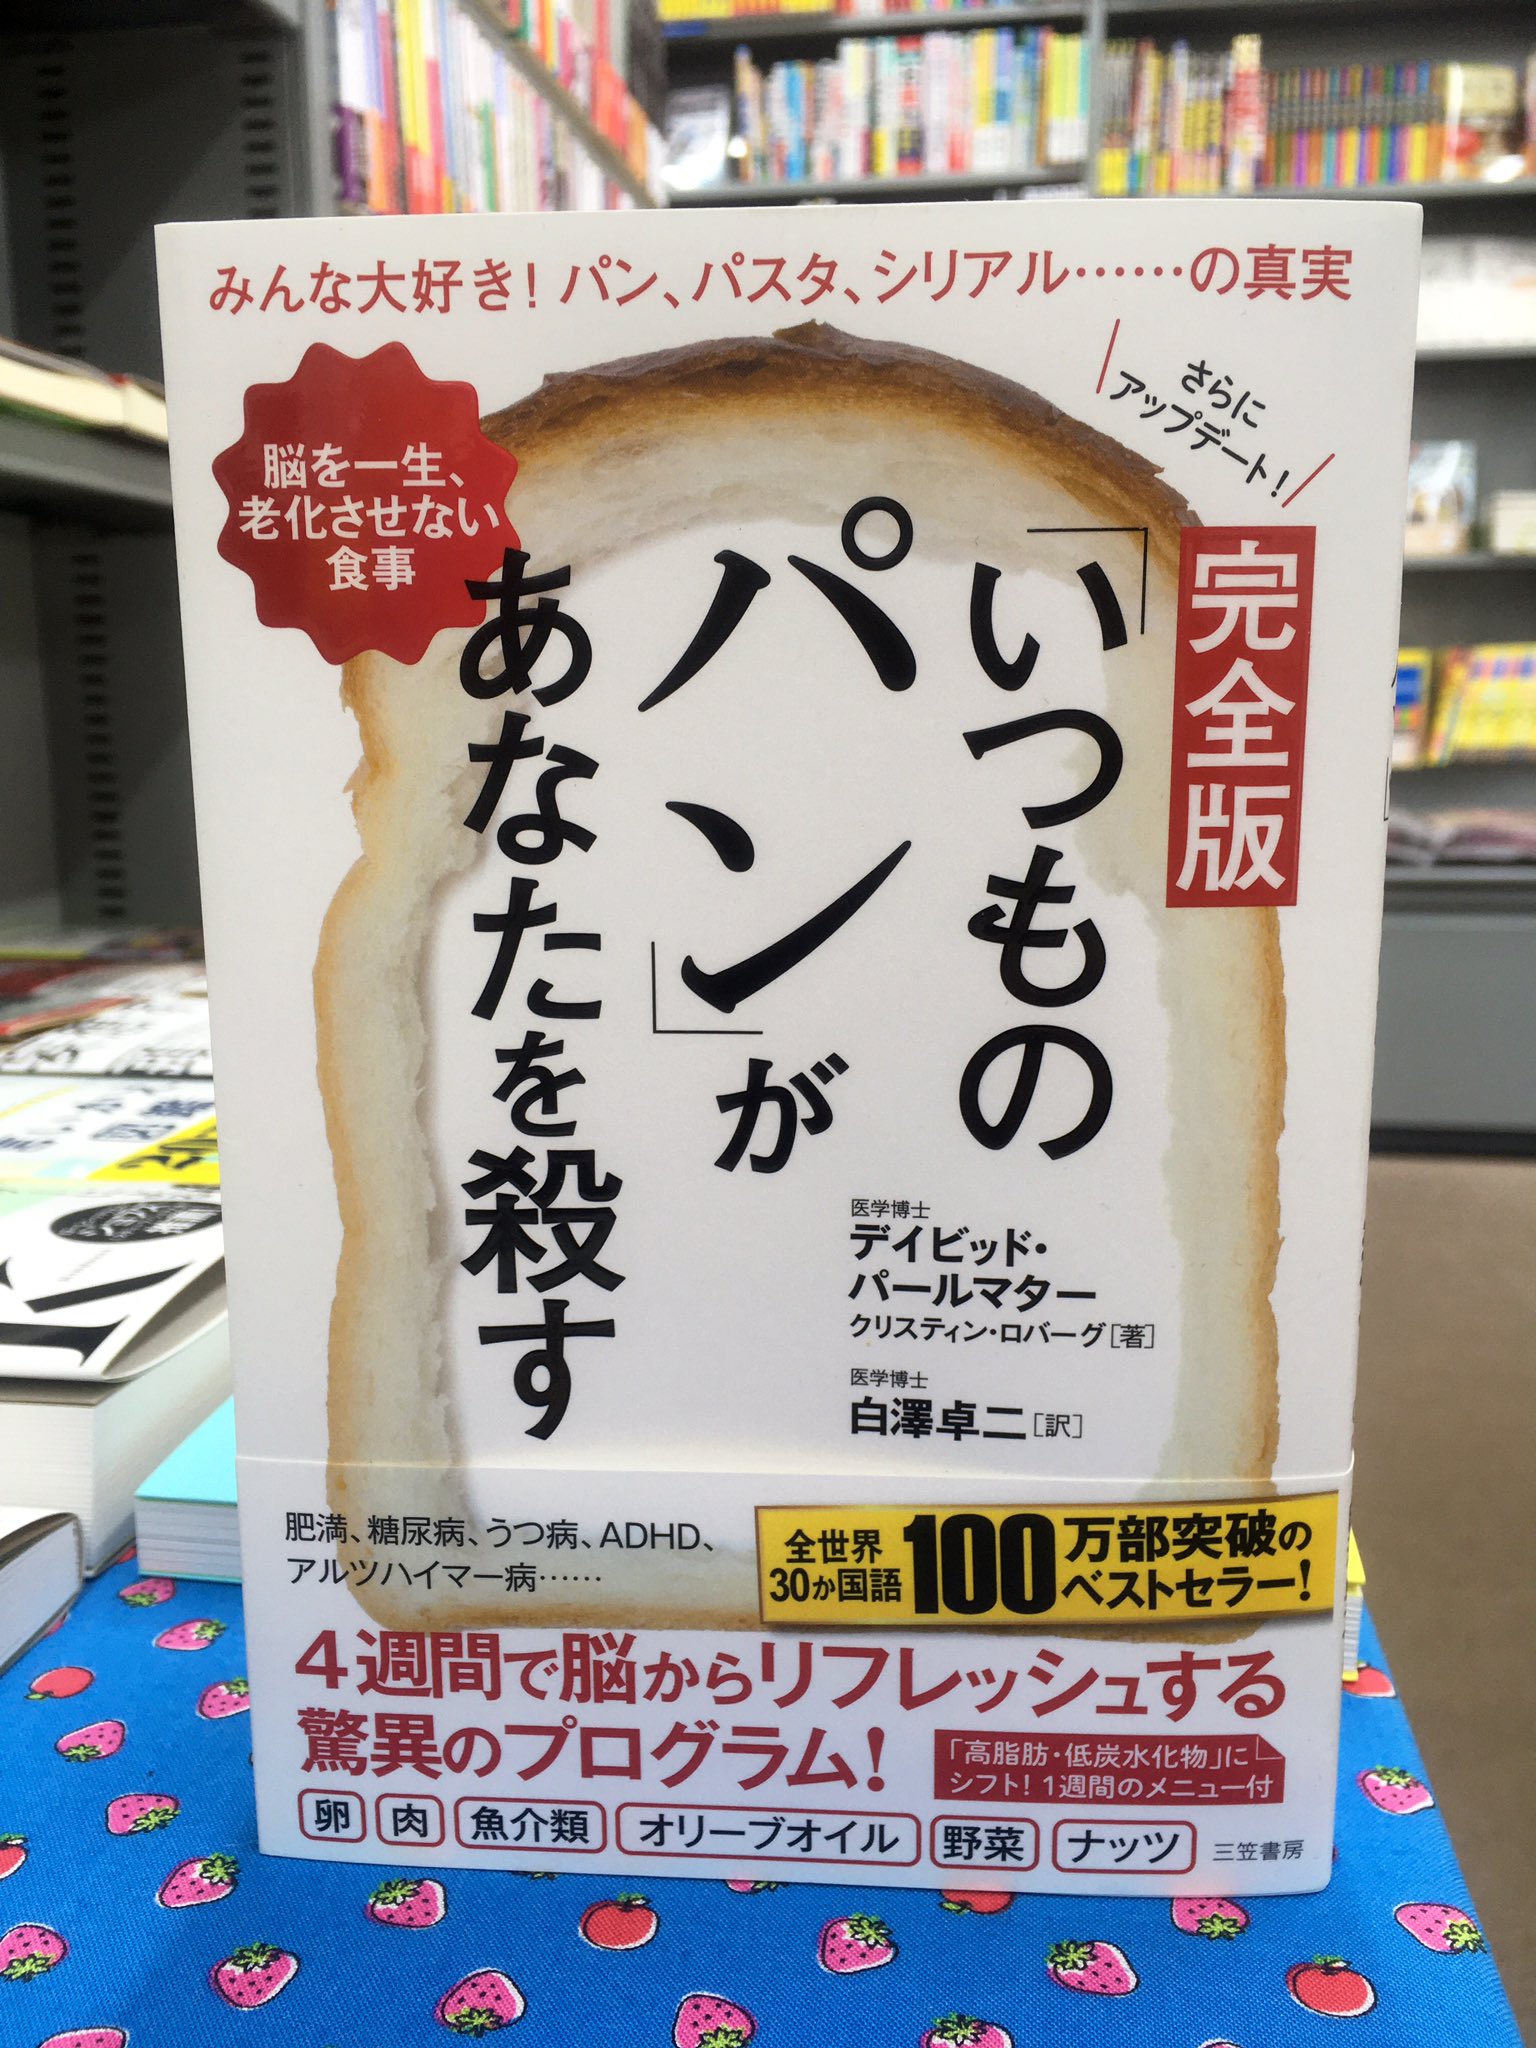 みんな大好き！パン、パスタ、シリアル……の真実
さらに
アップデート！
脳を一生、
老化させない
食事
完全版
「いつもの
パン」が
あなたを殺す
医学博士
デイビッド・
パールマター
クリスティン・ロバーグ［著］
医学博士
白澤卓二［訳］
肥満、糖尿病、うつ病、ADHD、
アルツハイマー病……
全世界
30か国語
100万部突破の
ベストセラー！
4週間で脳からリフレッシュする
驚異のプログラム！
「高脂肪・低炭水化物」に
シフト！1週間のメニュー付
卵 肉 魚介類 オリーブオイル 野菜 ナッツ
三笠書房